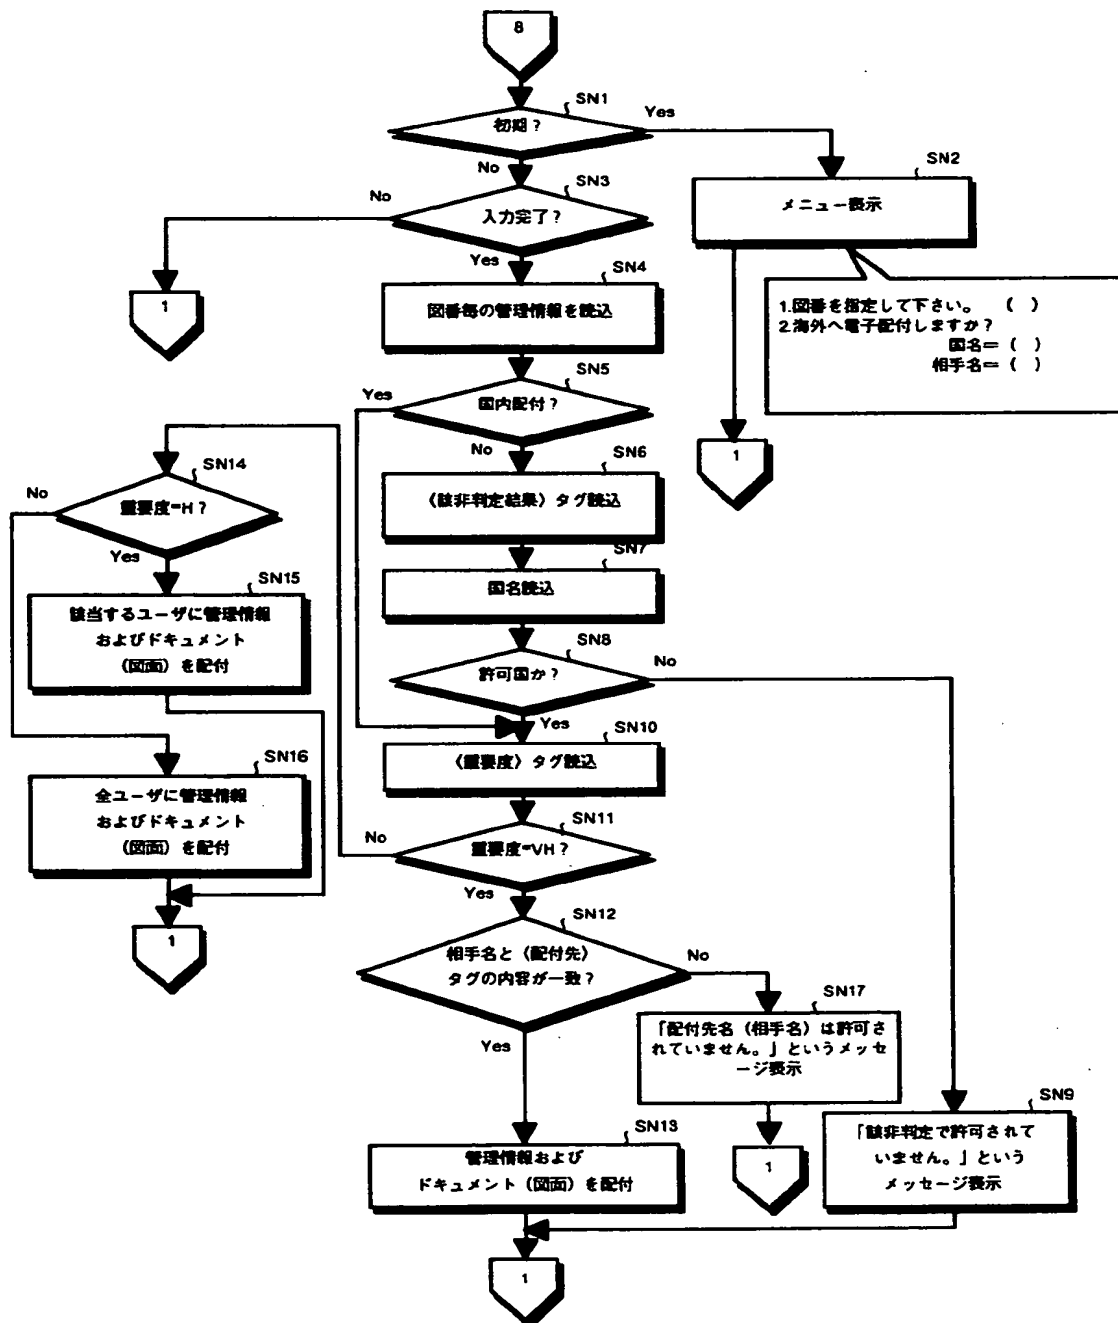 8
SN1
初期?
Yes
No
SN2
メニュー表示
SN3
入力完了?
No
Yes
1
1.図番を指定して下さい。 ( )
2.海外へ電子配付しますか?
国名=( )
相手名=( )
1
SN4
図番毎の管理情報を読込
SN5
国内配付?
Yes
No
SN6
〈該非判定結果〉タグ読込
SN7
国名読込
SN8
許可国か?
No
Yes
SN10
〈重要度〉タグ読込
SN11
重要度=VH?
No
Yes
SN14
重要度=H?
No
Yes
SN15
該当するユーザに管理情報
およびドキュメント
(図面)を配付
SN16
全ユーザに管理情報
およびドキュメント
(図面)を配付
1
SN12
相手名と〈配付先〉
タグの内容が一致?
No
Yes
SN17
「配付先名(相手名)は許可さ
れていません。」というメッセ
ージ表示
1
SN9
「該非判定で許可されて
いません。」という
メッセージ表示
SN13
管理情報および
ドキュメント(図面)を配付
1